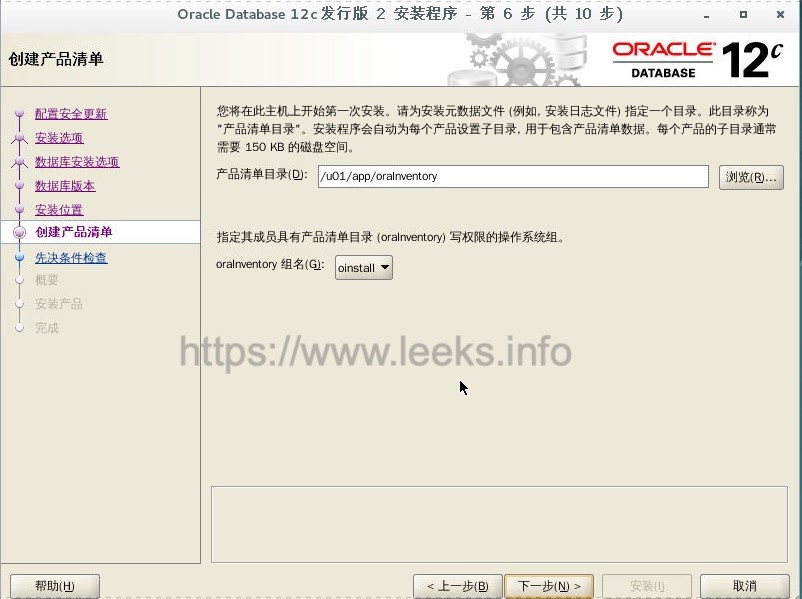 Oracle Database 12c 发行版 2 安装程序 - 第 6 步 (共 10 步)
创建产品清单
ORACLE
DATABASE
12c
配置安全更新
安装选项
数据库安装选项
数据库版本
安装位置
创建产品清单
先决条件检查
概要
安装产品
完成
您将在此主机上开始第一次安装。请为安装元数据文件 (例如, 安装日志文件) 指定一个目录。此目录称为
"产品清单目录"。安装程序会自动为每个产品设置子目录, 用于包含产品清单数据。每个产品的子目录通常
需要 150 KB 的磁盘空间。
产品清单目录(D): /u01/app/oraInventory 浏览(R)...
指定其成员具有产品清单目录 (oraInventory) 写权限的操作系统组。
oraInventory 组名(G): oinstall
https://www.leeks.info
帮助(H) < 上一步(B) 下一步(N) > 安装(I) 取消